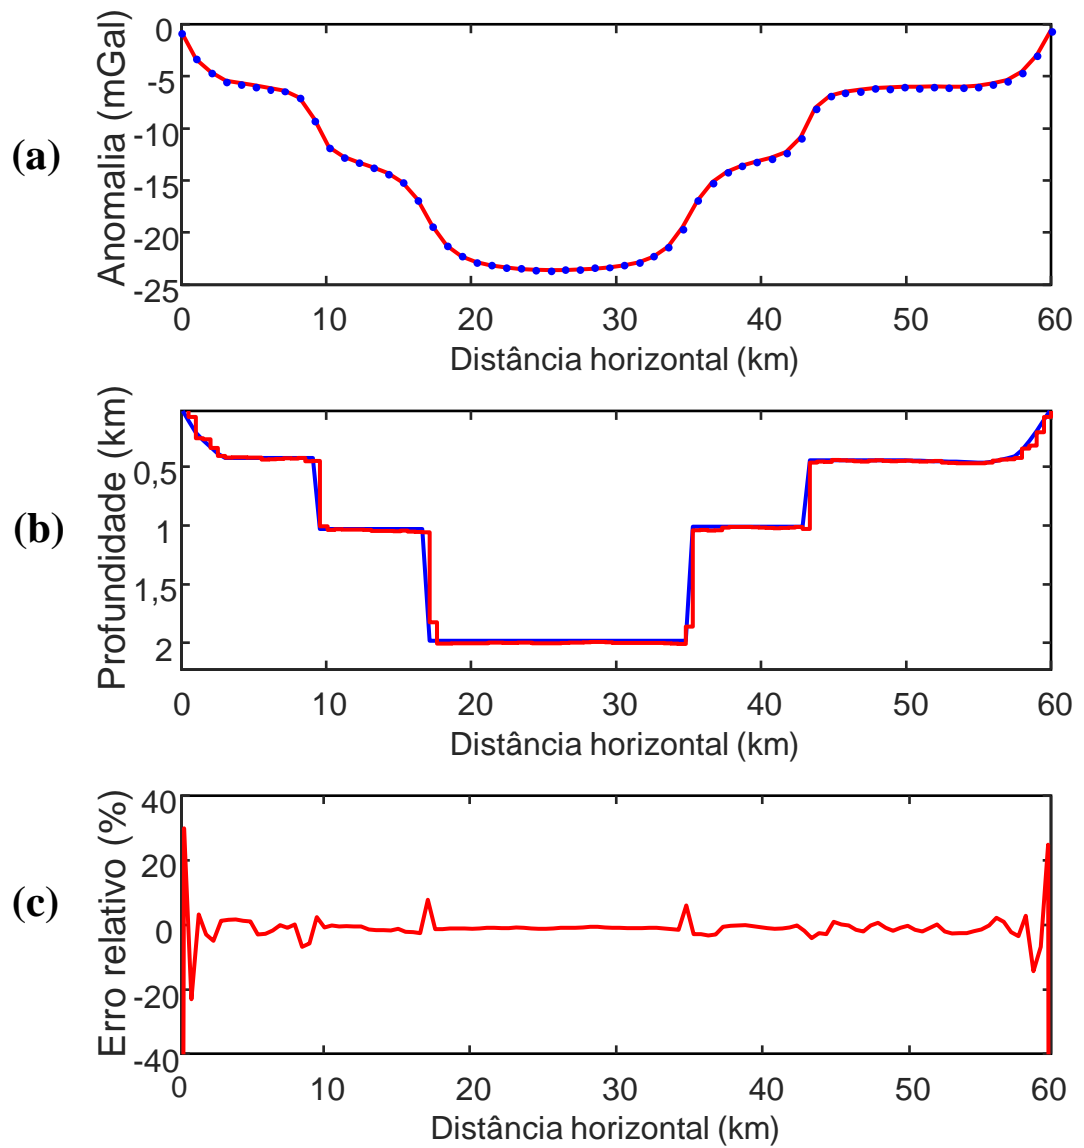 (a)
Anomalia (mGal)
0
-5
-10
-15
-20
-25
0 10 20 30 40 50 60
Distância horizontal (km)
(b)
Profundidade (km)
0,5
1
1,5
2
0 10 20 30 40 50 60
Distância horizontal (km)
(c)
Erro relativo (%)
40
20
0
-20
-40
0 10 20 30 40 50 60
Distância horizontal (km)